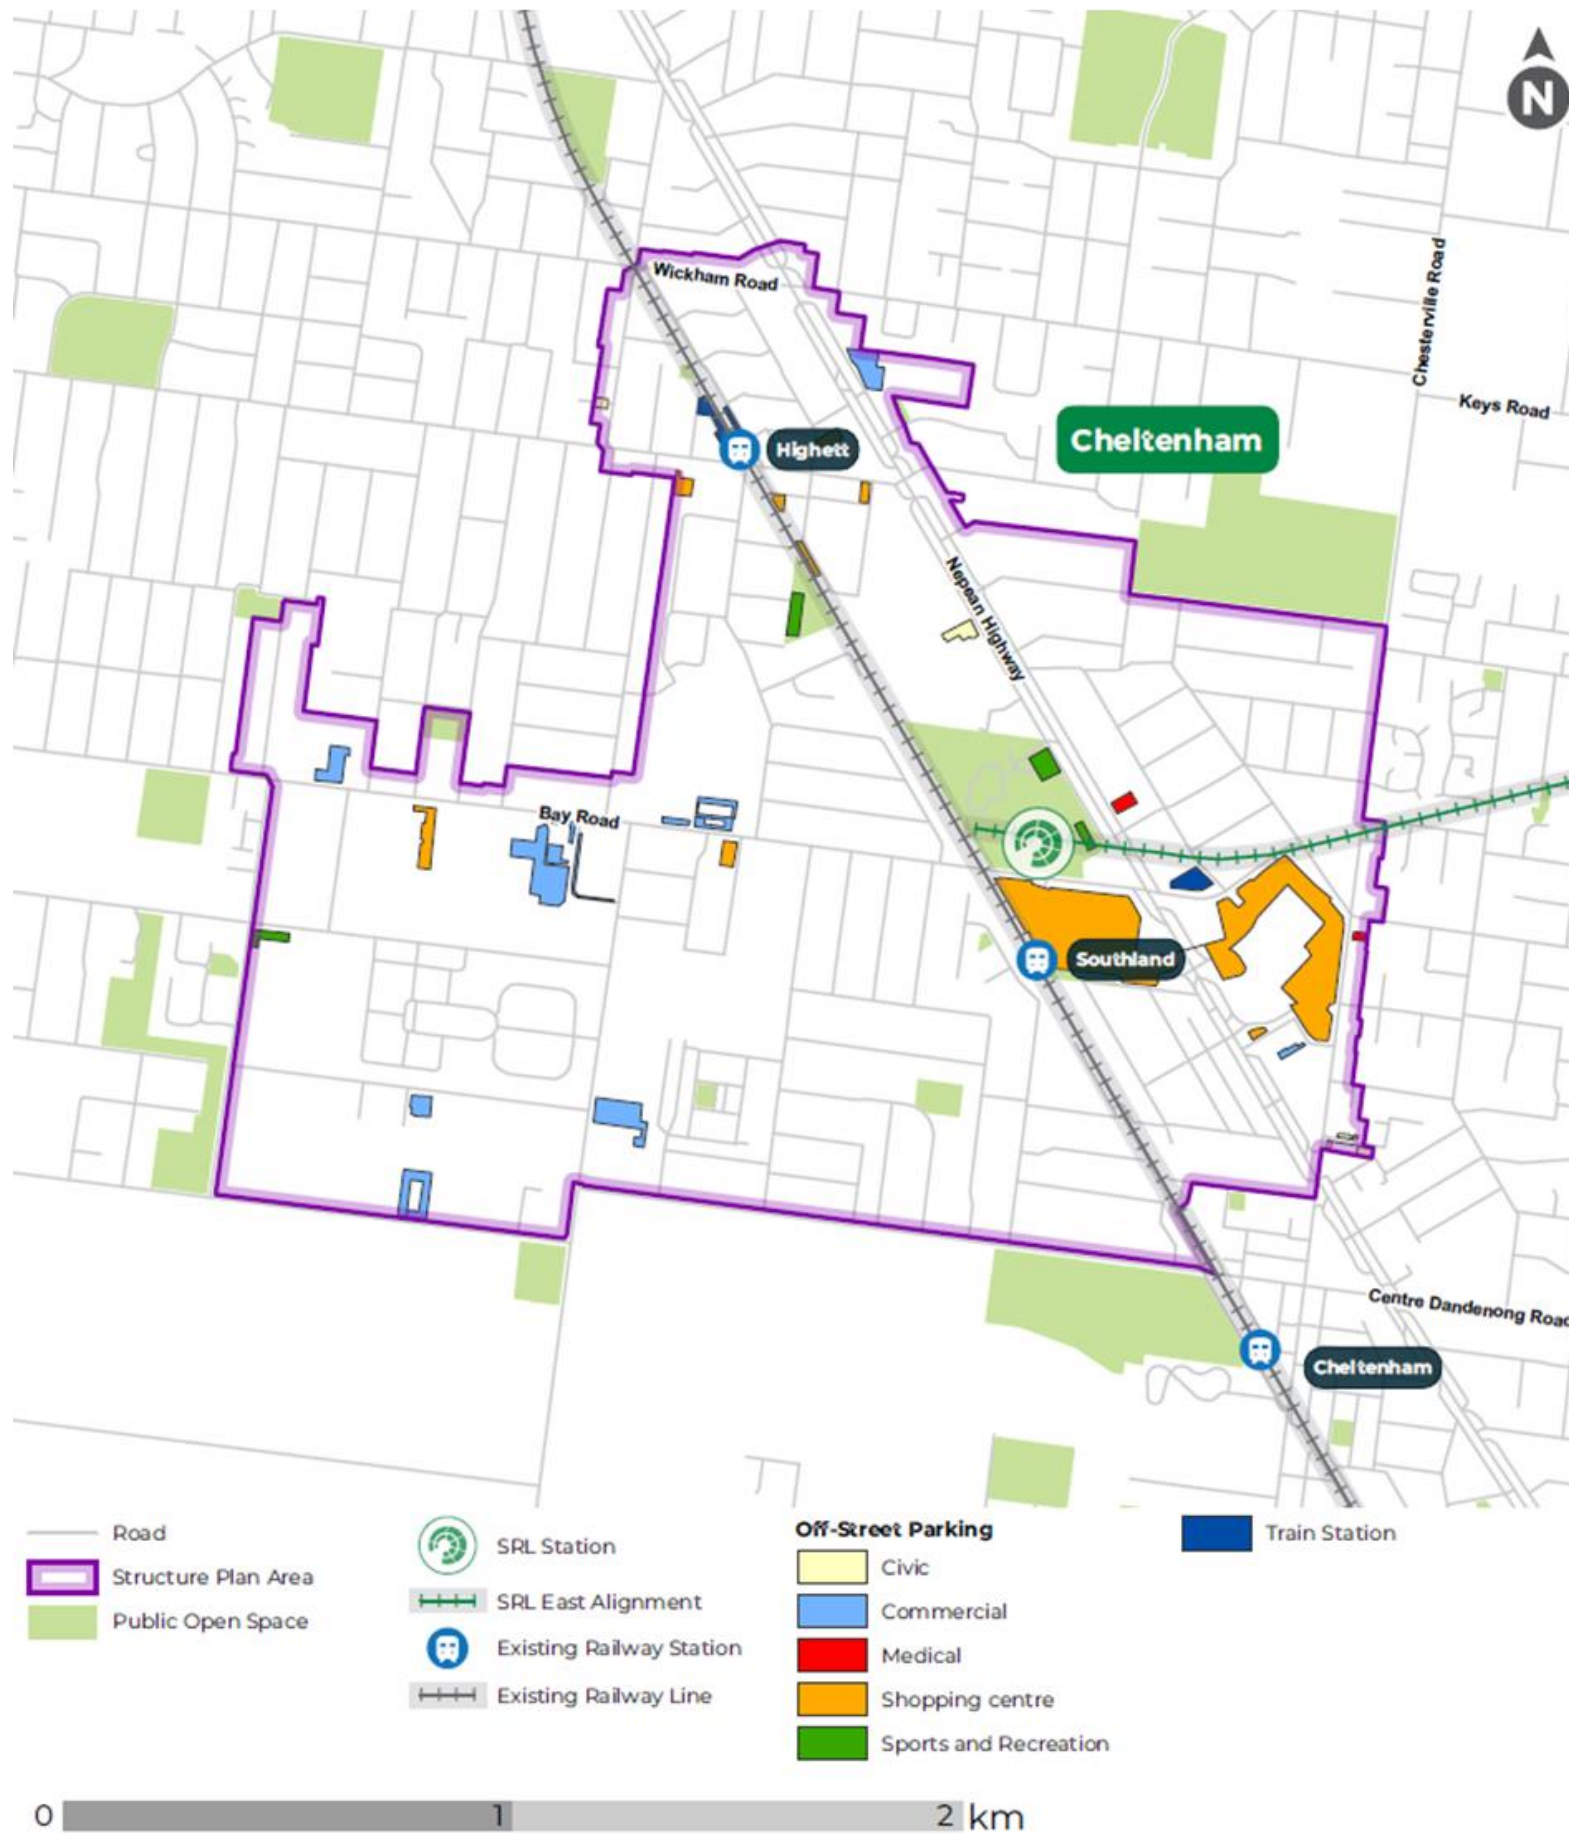 N
Wickham Road
Chesterville Road
Keys Road
Cheltenham
Highett
Nepean Highway
Bay Road
Southland
Centre Dandenong Road
Cheltenham
Road
Structure Plan Area
Public Open Space
SRL Station
SRL East Alignment
Existing Railway Station
Existing Railway Line
Off-Street Parking
Civic
Commercial
Medical
Shopping centre
Sports and Recreation
Train Station
0 1 2 km